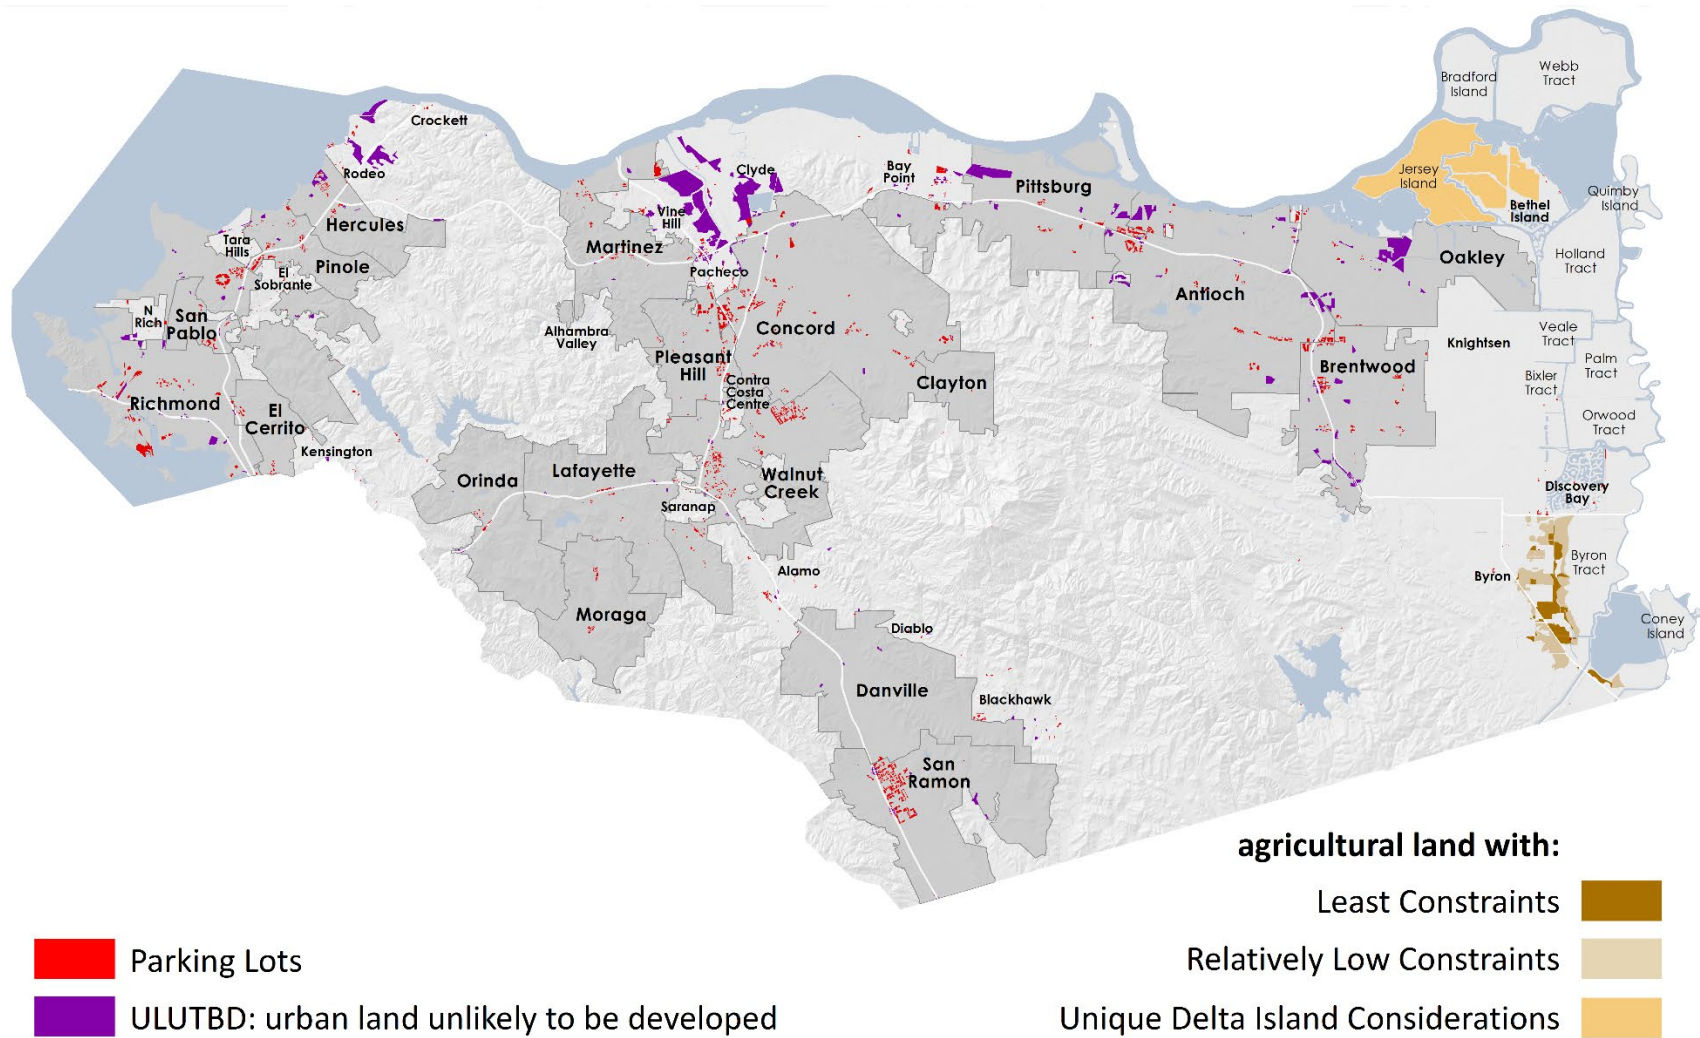 Webb
Tract
Bradford
Island
Crockett
Rodeo
Clyde
Bay
Point
Pittsburg
Jersey
Island
Quimby
Island
Bethel
Island
Vine
Hill
Hercules
Tara
Hills
Martinez
Pinole
El
Sobrante
Pacheco
Oakley
Holland
Tract
Antioch
N
Rich
San
Pablo
Alhambra
Valley
Concord
Knightsen
Veale
Tract
Pleasant
Hill
Palm
Tract
Brentwood
Bixler
Tract
Clayton
Contra
Costa
Centre
Richmond
El
Cerrito
Orwood
Tract
Kensington
Orinda
Lafayette
Walnut
Creek
Saranap
Discovery
Bay
Alamo
Byron
Byron
Tract
Moraga
Diablo
Coney
Island
Danville
Blackhawk
San
Ramon
agricultural land with:
Least Constraints
Relatively Low Constraints
Unique Delta Island Considerations
Parking Lots
ULUTBD: urban land unlikely to be developed